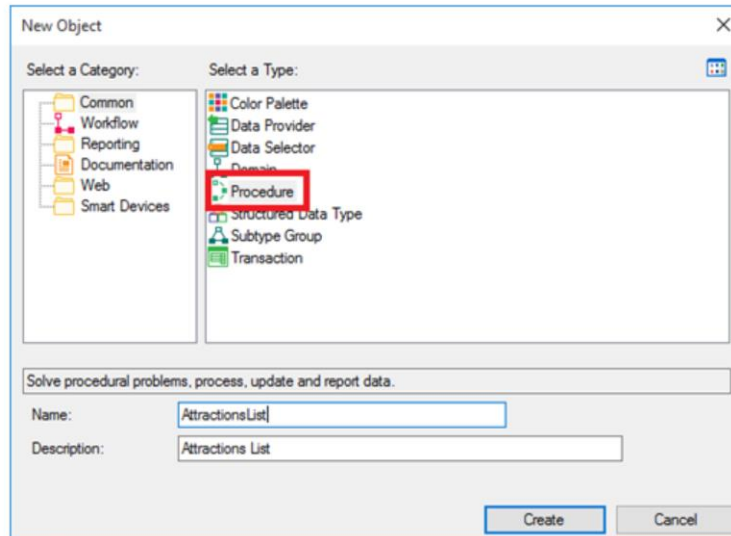 New Object
Select a Category:
Select a Type:
Common
Workflow
Reporting
Documentation
Web
Smart Devices
Color Palette
Data Provider
Data Selector
Domain
Procedure
Structured Data Type
Subtype Group
Transaction
Solve procedural problems, process, update and report data.
Name: AttractionsList
Description: Attractions List
Create Cancel